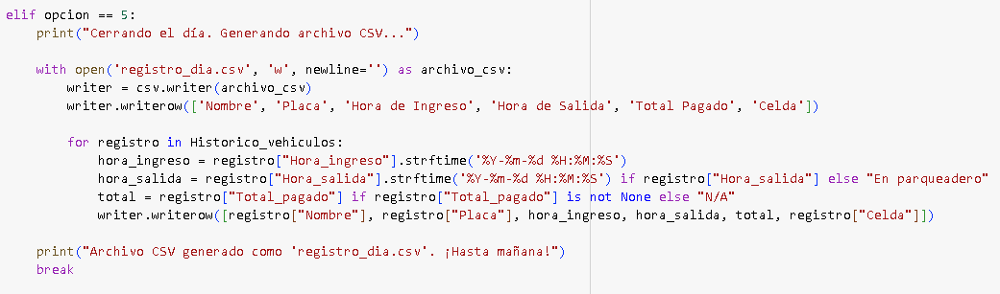 elif opcion == 5:
    print("Cerrando el día. Generando archivo CSV...")

    with open('registro_dia.csv', 'w', newline='') as archivo_csv:
        writer = csv.writer(archivo_csv)
        writer.writerow(['Nombre', 'Placa', 'Hora de Ingreso', 'Hora de Salida', 'Total Pagado', 'Celda'])

        for registro in Historico_vehiculos:
            hora_ingreso = registro["Hora_ingreso"].strftime('%Y-%m-%d %H:%M:%S')
            hora_salida = registro["Hora_salida"].strftime('%Y-%m-%d %H:%M:%S') if registro["Hora_salida"] else "En parqueadero"
            total = registro["Total_pagado"] if registro["Total_pagado"] is not None else "N/A"
            writer.writerow([registro["Nombre"], registro["Placa"], hora_ingreso, hora_salida, total, registro["Celda"]])

    print("Archivo CSV generado como 'registro_dia.csv'. ¡Hasta mañana!")
    break